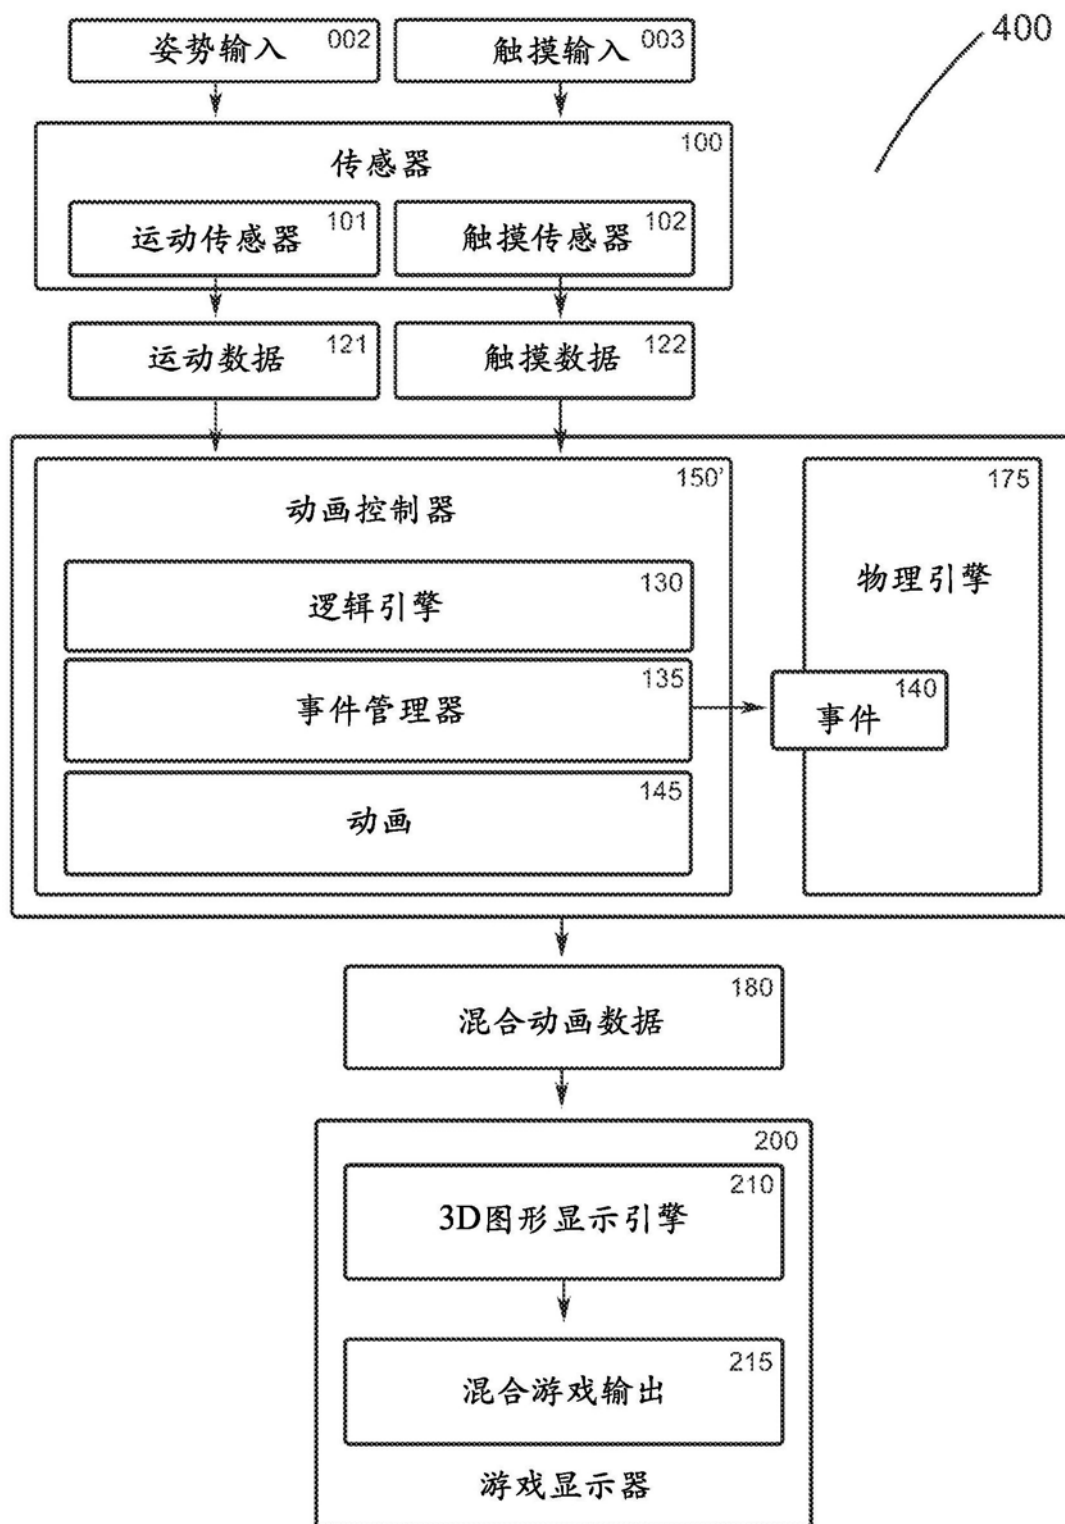 姿势输入 002
触摸输入 003
400
传感器 100
运动传感器 101
触摸传感器 102
运动数据 121
触摸数据 122
动画控制器 150'
逻辑引擎 130
事件管理器 135
动画 145
物理引擎 175
事件 140
混合动画数据 180
200
3D图形显示引擎 210
混合游戏输出 215
游戏显示器